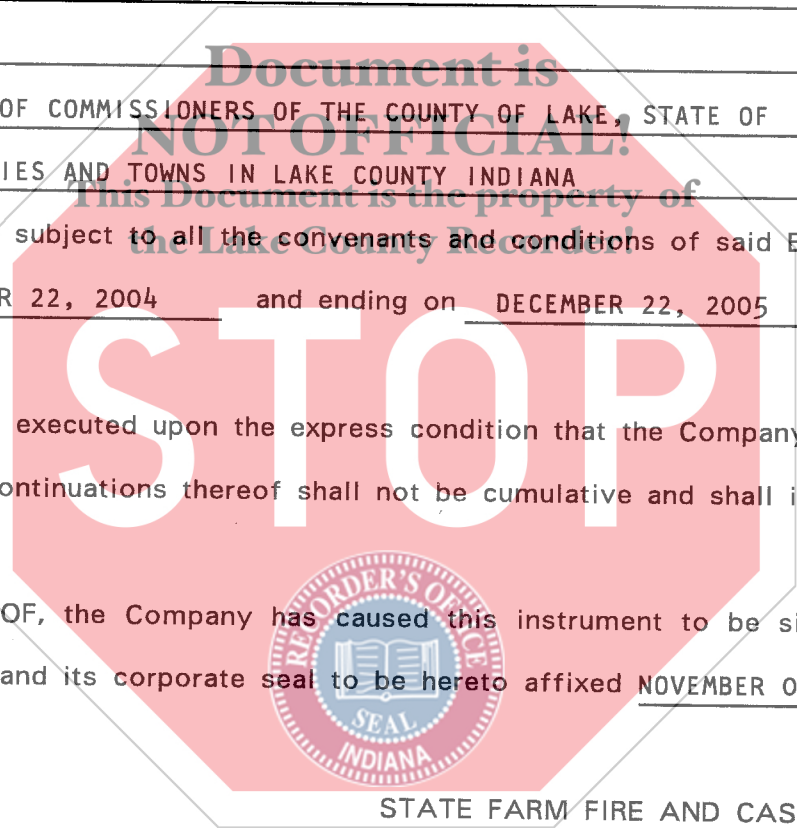 Document is
OF COMMISSIONERS OF THE COUNTY OF LAKE, STATE OF
NOT OFFICIAL!
IES AND TOWNS IN LAKE COUNTY INDIANA
This Document is the property of
subject to all the convenants and conditions of said
the Lake County Recorder!
R 22, 2004 and ending on DECEMBER 22, 2005
STOP
executed upon the express condition that the Company
ontinuations thereof shall not be cumulative and shall i
RECORDER'S OFFICE
OF, the Company has caused this instrument to be si
and its corporate seal to be hereto affixed NOVEMBER 0
SEAL
INDIANA
STATE FARM FIRE AND CAS